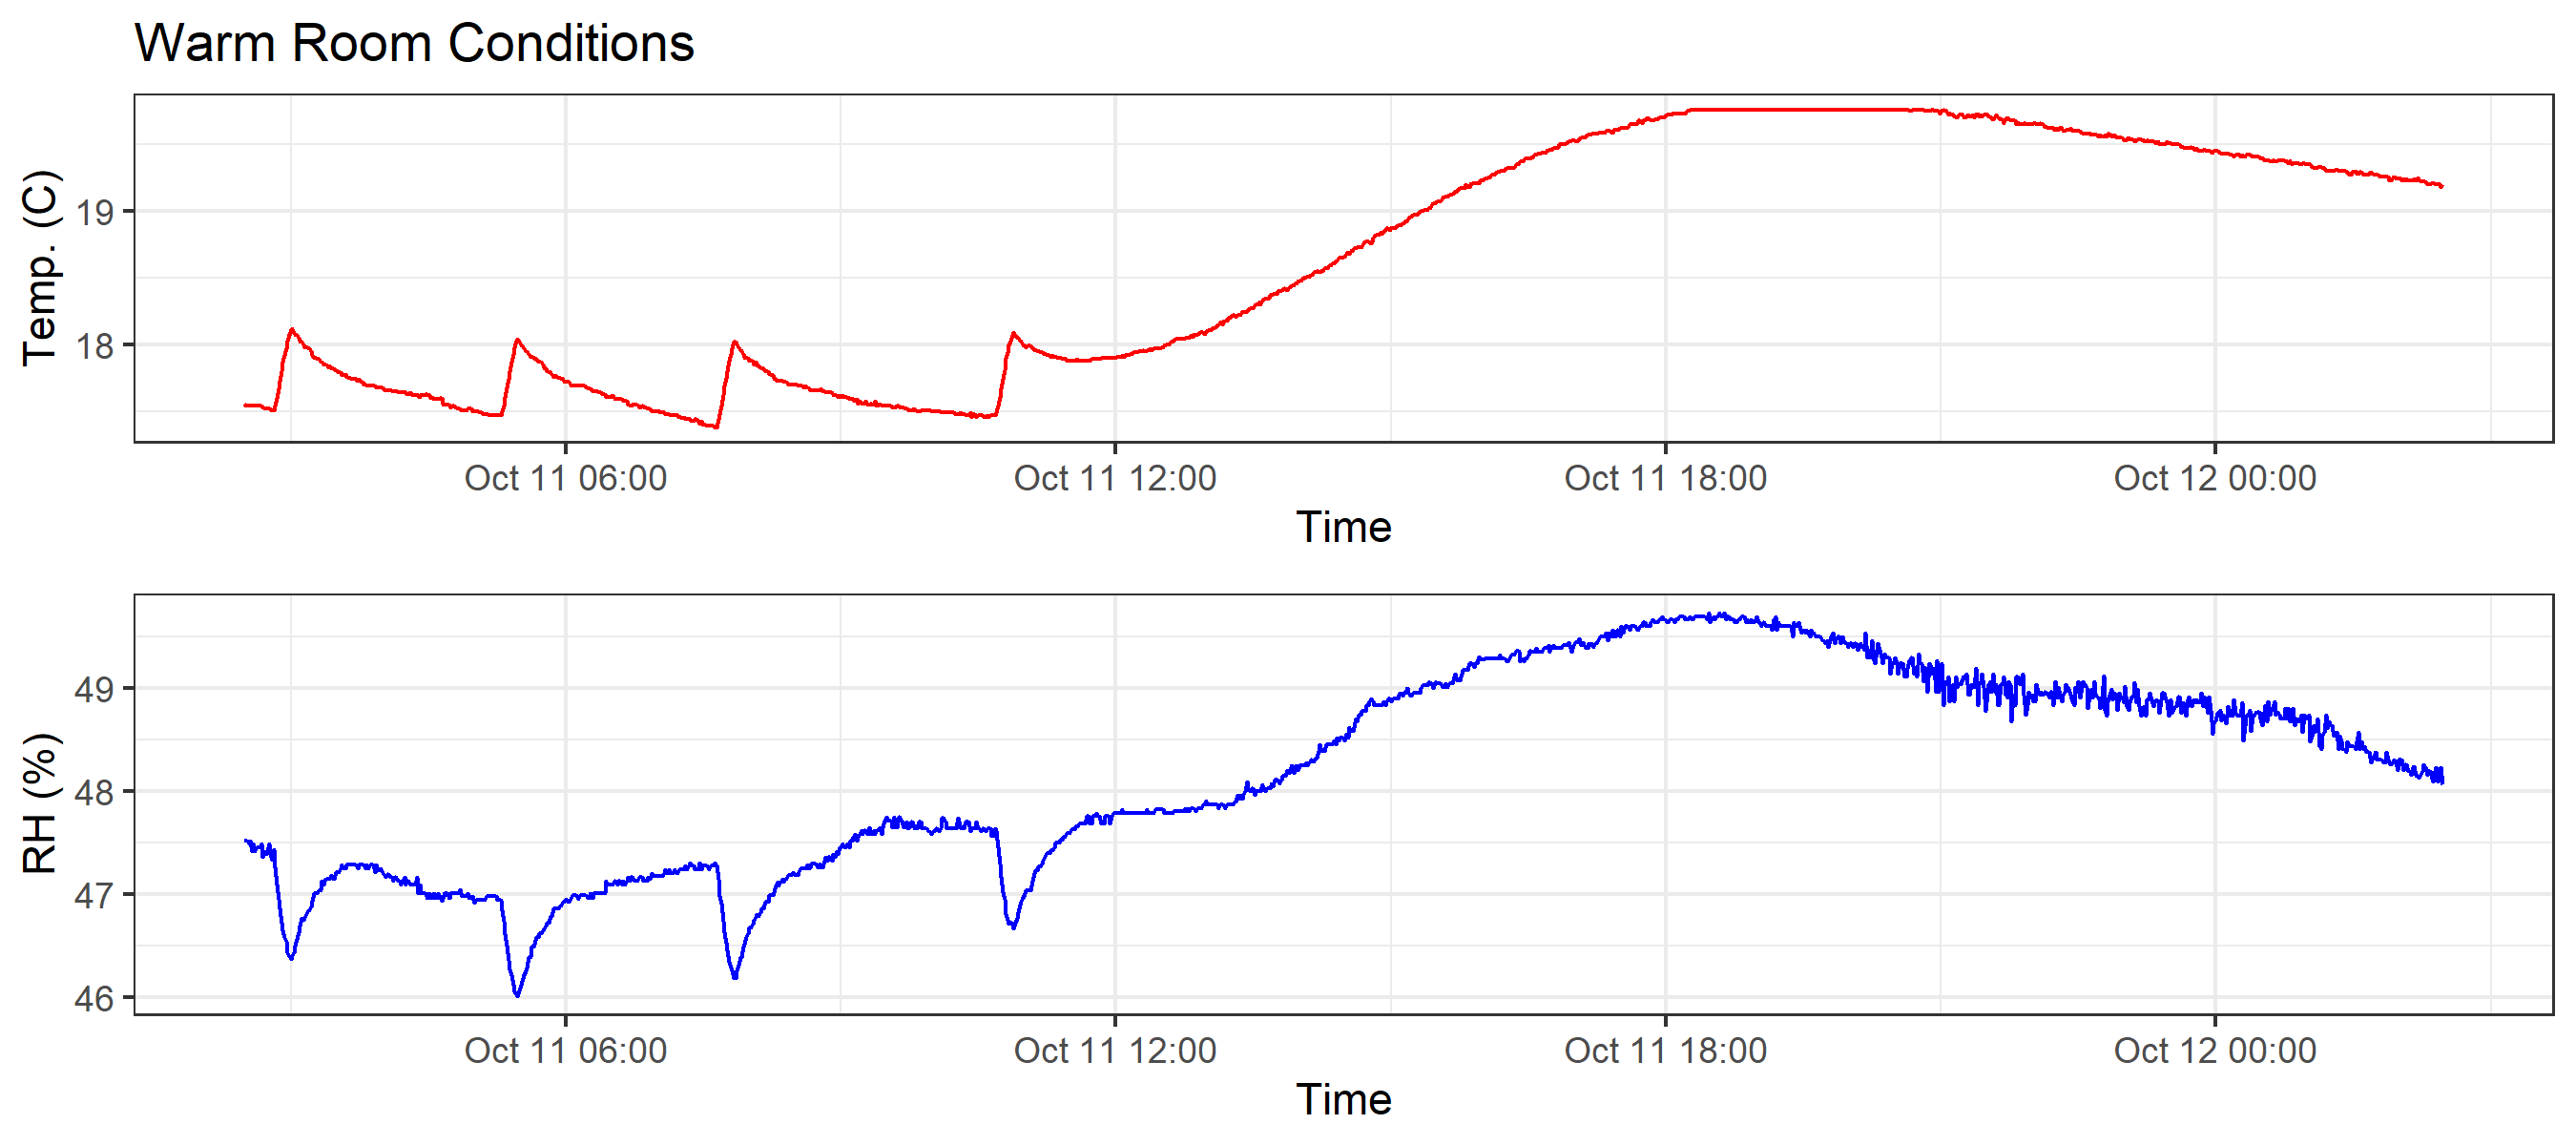 Warm Room Conditions
Temp. (C)
19
18
Oct 11 06:00 Oct 11 12:00 Oct 11 18:00 Oct 12 00:00
Time
RH (%)
49
48
47
46
Oct 11 06:00 Oct 11 12:00 Oct 11 18:00 Oct 12 00:00
Time